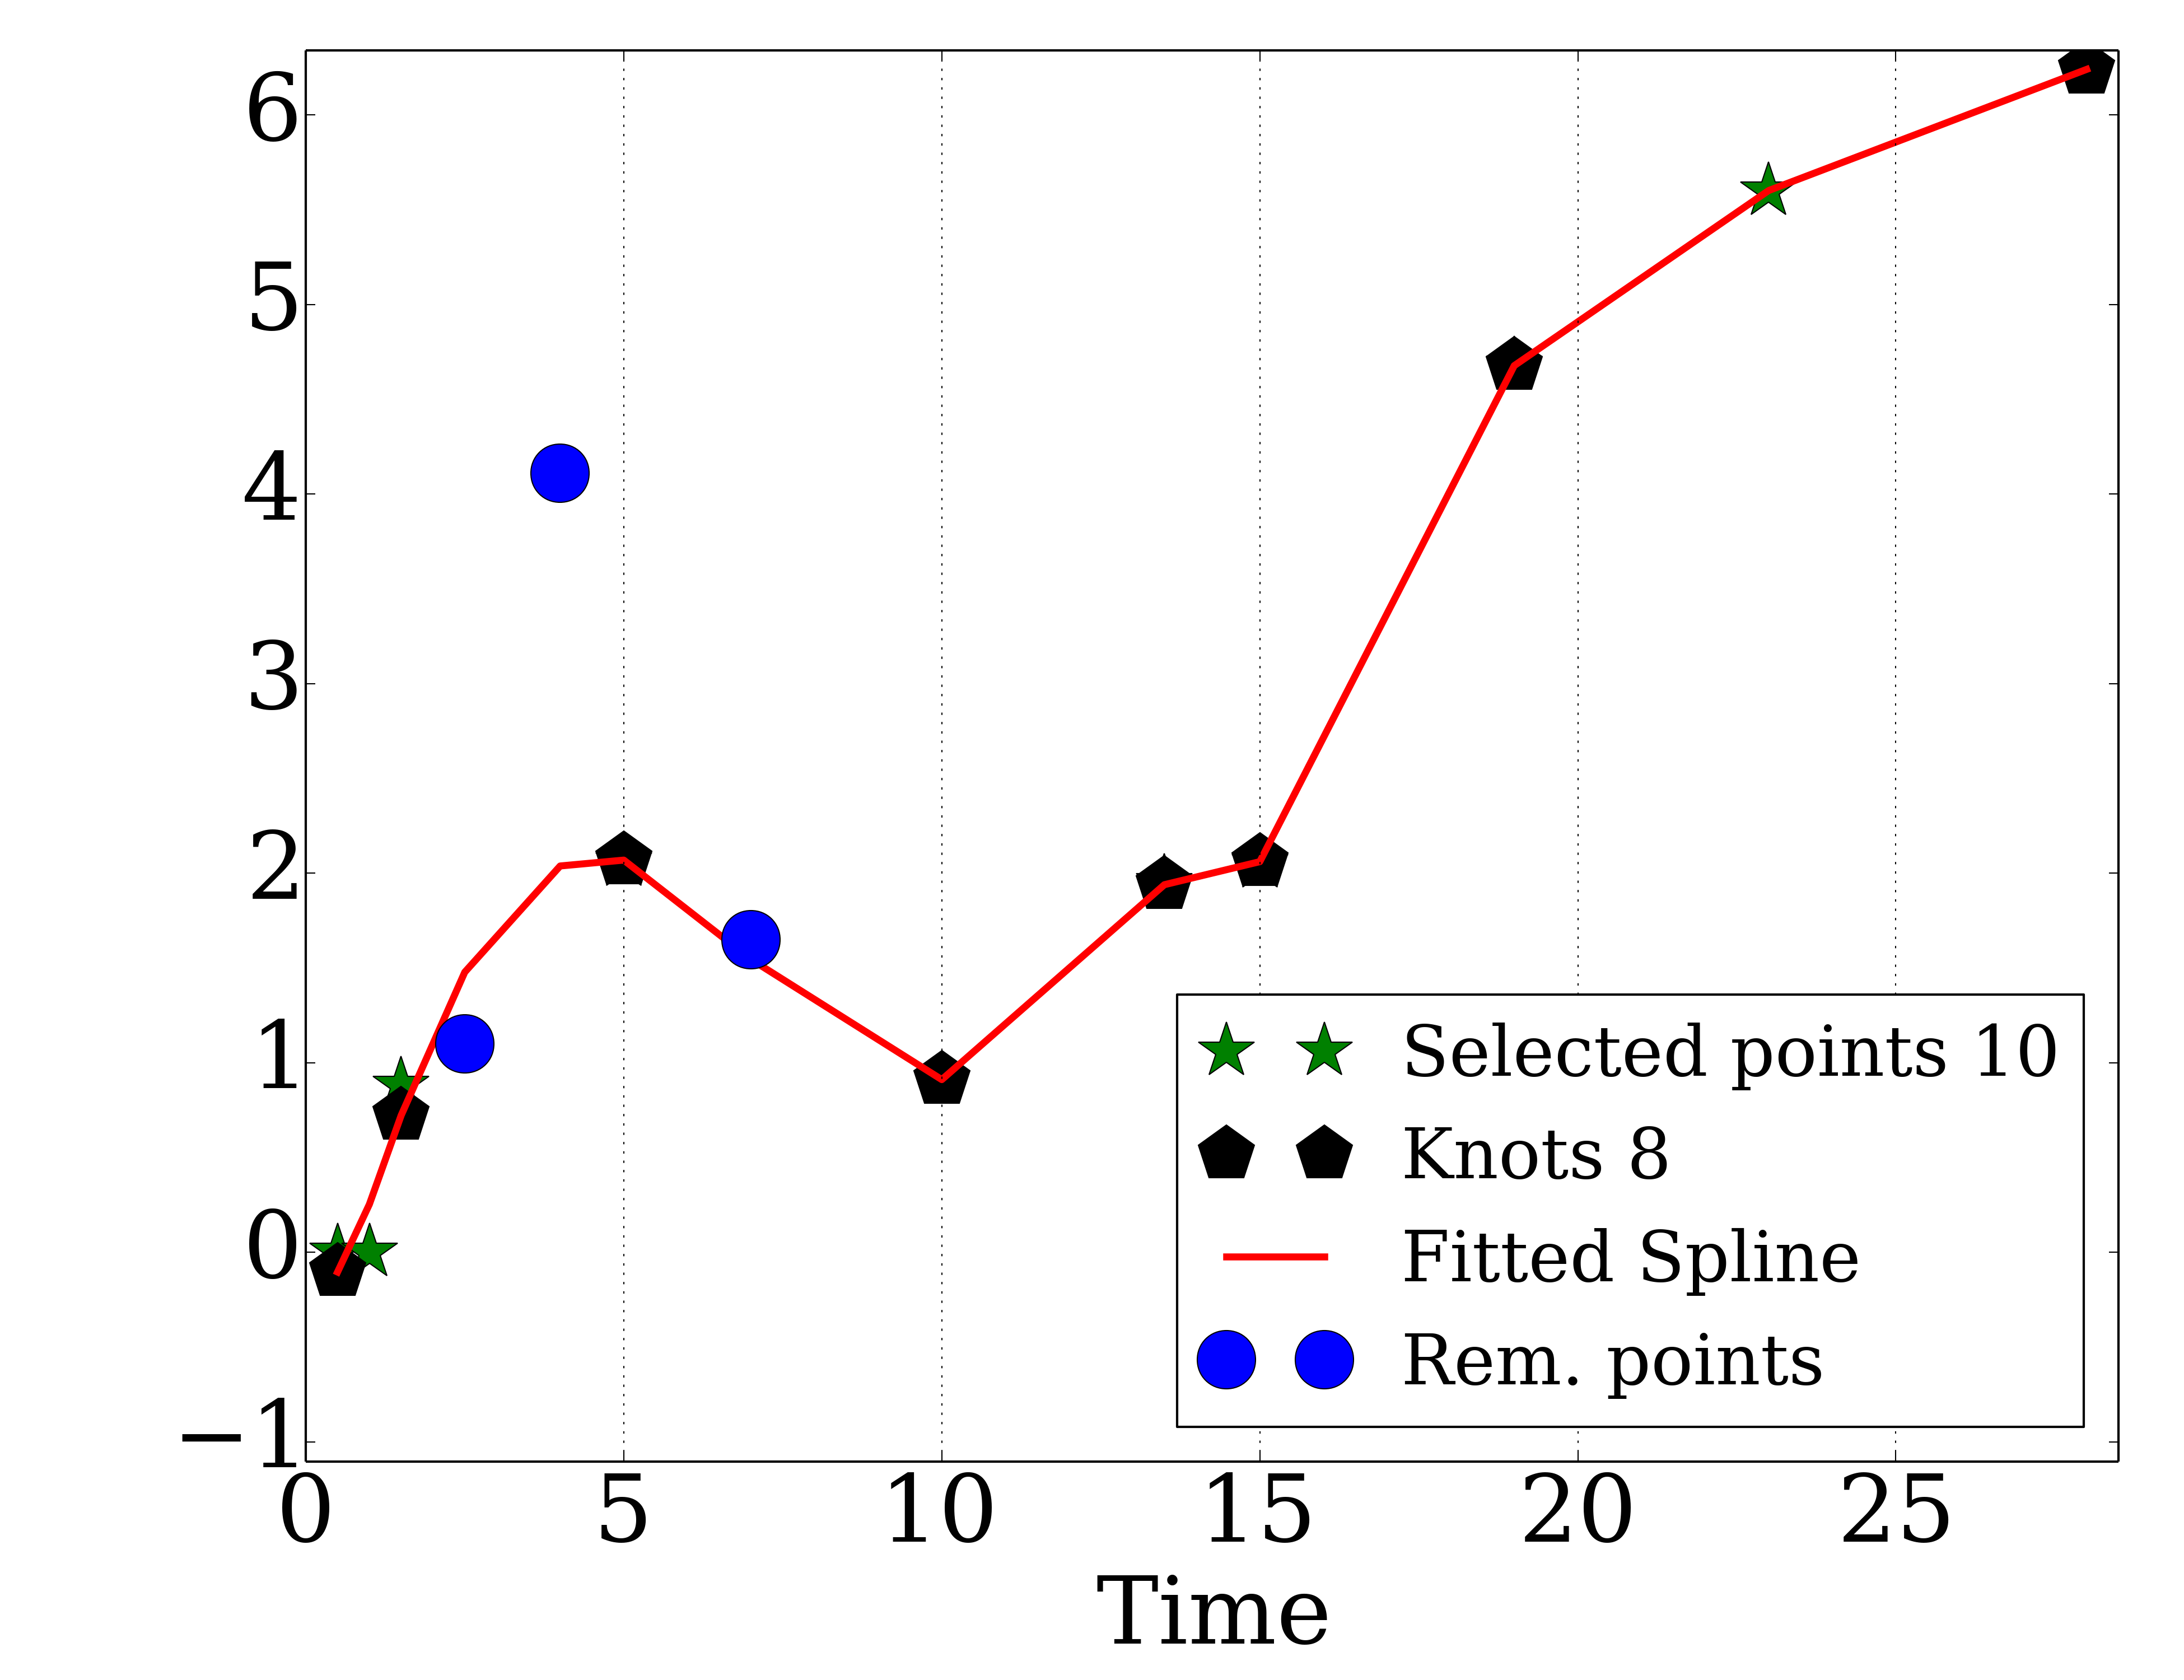 6
5
4
3
2
1
0
−1
Selected points 10
Knots 8
Fitted Spline
Rem. points
0 5 10 15 20 25
Time